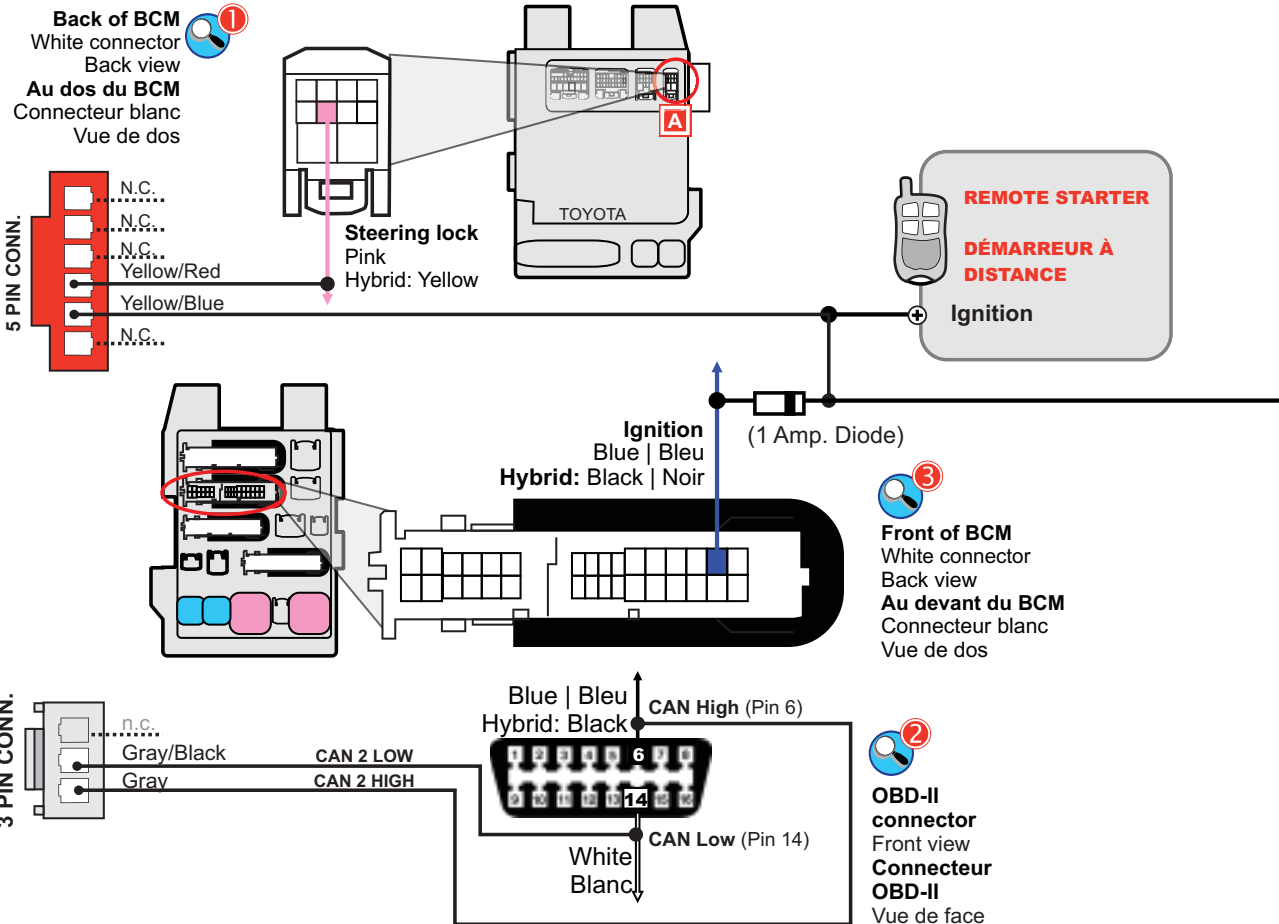 Back of BCM
White connector
Back view
Au dos du BCM
Connecteur blanc
Vue de dos
1
A
TOYOTA
5 PIN CONN.
N.C.
N.C.
N.C.
Yellow/Red
Yellow/Blue
N.C.
Steering lock
Pink
Hybrid: Yellow
REMOTE STARTER
DÉMARREUR À
DISTANCE
Ignition
(1 Amp. Diode)
Ignition
Blue | Bleu
Hybrid: Black | Noir
3
Front of BCM
White connector
Back view
Au devant du BCM
Connecteur blanc
Vue de dos
3 PIN CONN.
n.c.
Gray/Black
Gray
CAN 2 LOW
CAN 2 HIGH
Blue | Bleu
Hybrid: Black
CAN High (Pin 6)
1 2 3 4 5 6 7 8
9 10 11 12 13 14 15 16
CAN Low (Pin 14)
White
Blanc
2
OBD-II
connector
Front view
Connecteur
OBD-II
Vue de face